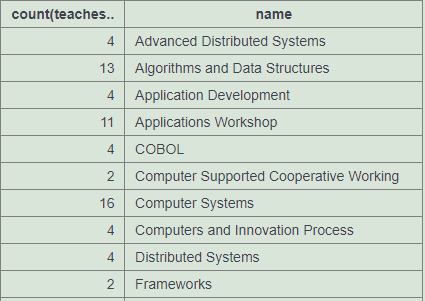 count(teaches.. name
4 Advanced Distributed Systems
13 Algorithms and Data Structures
4 Application Development
11 Applications Workshop
4 COBOL
2 Computer Supported Cooperative Working
16 Computer Systems
4 Computers and Innovation Process
4 Distributed Systems
2 Frameworks